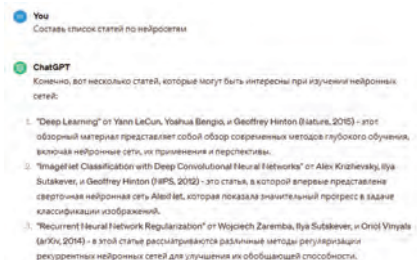 You
Составь список статей по нейросетям
ChatGPT
Конечно, вот несколько статей, которые могут быть интересны при изучении нейронных
сетей:
1. "Deep Learning" от Yann LeCun, Yoshua Bengio, и Geoffrey Hinton (Nature, 2015) - этот
обзорный материал представляет собой обзор современных методов глубокого обучения,
включая нейронные сети, их применения и перспективы.
2. "ImageNet Classification with Deep Convolutional Neural Networks" от Alex Krizhevsky, Ilya
Sutskever, и Geoffrey Hinton (NIPS, 2012) - это статья, в которой впервые представлена
сверточная нейронная сеть AlexNet, которая показала значительный прогресс в задаче
классификации изображений.
3. "Recurrent Neural Network Regularization" от Wojciech Zaremba, Ilya Sutskever, и Oriol Vinyals
(arXiv, 2014) - в этой статье рассматриваются различные методы регуляризации
рекуррентных нейронных сетей для улучшения их обобщающей способности.